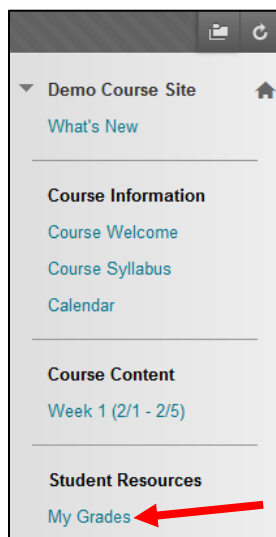 Demo Course Site
What's New
Course Information
Course Welcome
Course Syllabus
Calendar
Course Content
Week 1 (2/1 - 2/5)
Student Resources
My Grades